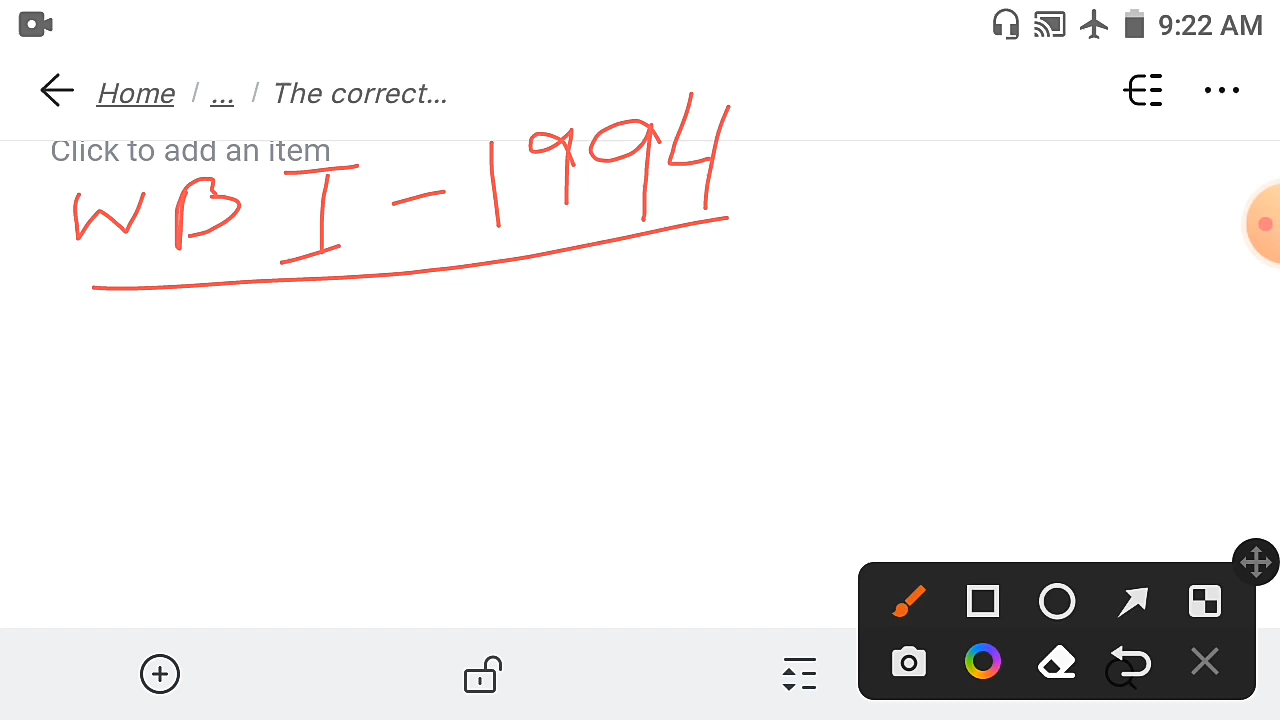 9:22 AM
Home / ... / The correct...
Click to add an item
WBI-1994